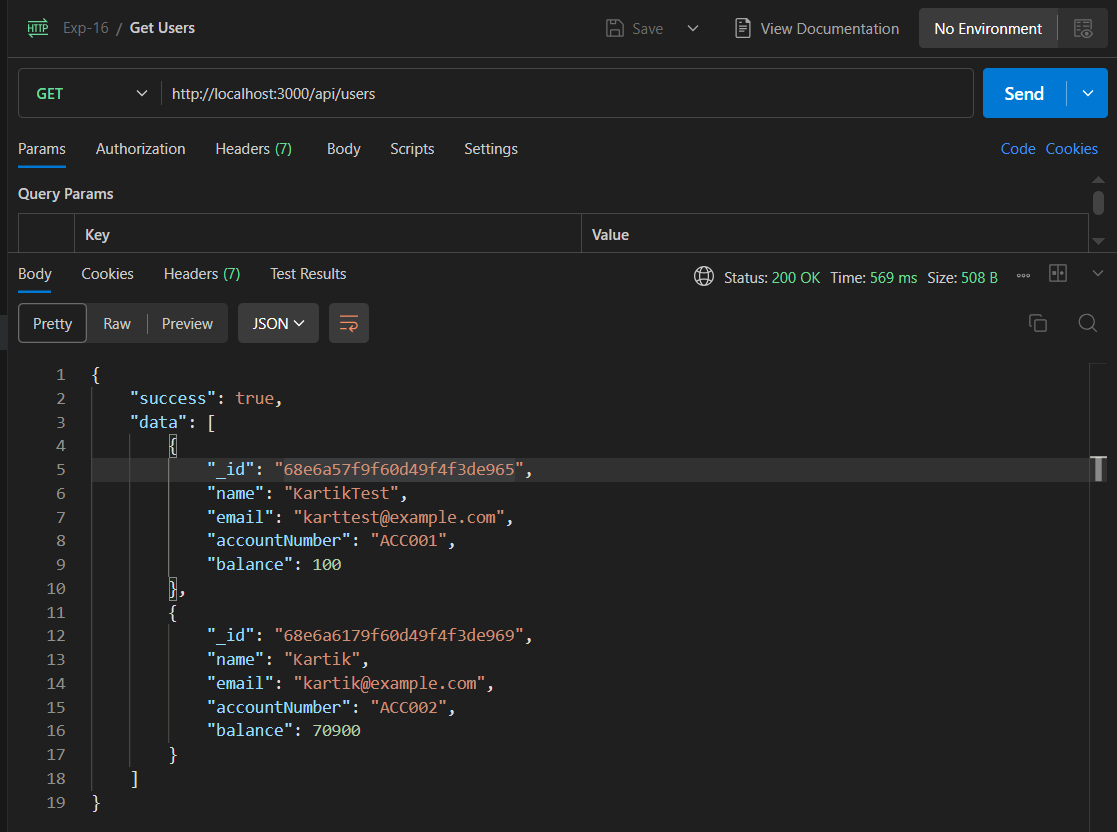 HTTP Exp-16 / Get Users Save View Documentation No Environment
GET http://localhost:3000/api/users Send
Params Authorization Headers (7) Body Scripts Settings Code Cookies
Query Params
Key Value
Body Cookies Headers (7) Test Results Status: 200 OK Time: 569 ms Size: 508 B
Pretty Raw Preview JSON
1 {
2 "success": true,
3 "data": [
4 {
5 "_id": "68e6a57f9f60d49f4f3de965",
6 "name": "KartikTest",
7 "email": "karttest@example.com",
8 "accountNumber": "ACC001",
9 "balance": 100
10 },
11 {
12 "_id": "68e6a6179f60d49f4f3de969",
13 "name": "Kartik",
14 "email": "kartik@example.com",
15 "accountNumber": "ACC002",
16 "balance": 70900
17 }
18 ]
19 }